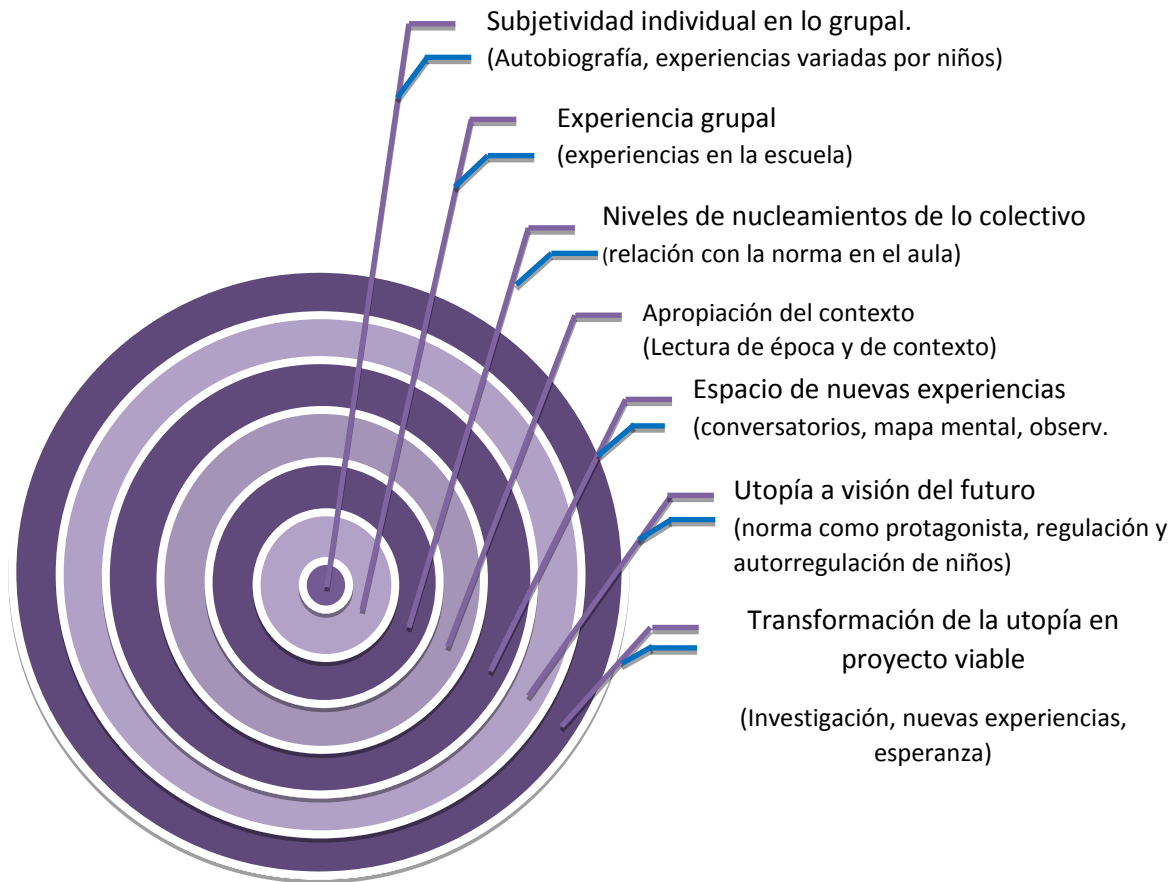 Subjetividad individual en lo grupal.
(Autobiografía, experiencias variadas por niños)
Experiencia grupal
(experiencias en la escuela)
Niveles de nucleamientos de lo colectivo
(relación con la norma en el aula)
Apropiación del contexto
(Lectura de época y de contexto)
Espacio de nuevas experiencias
(conversatorios, mapa mental, observ.
Utopía a visión del futuro
(norma como protagonista, regulación y
autorregulación de niños)
Transformación de la utopía en
proyecto viable
(Investigación, nuevas experiencias,
esperanza)